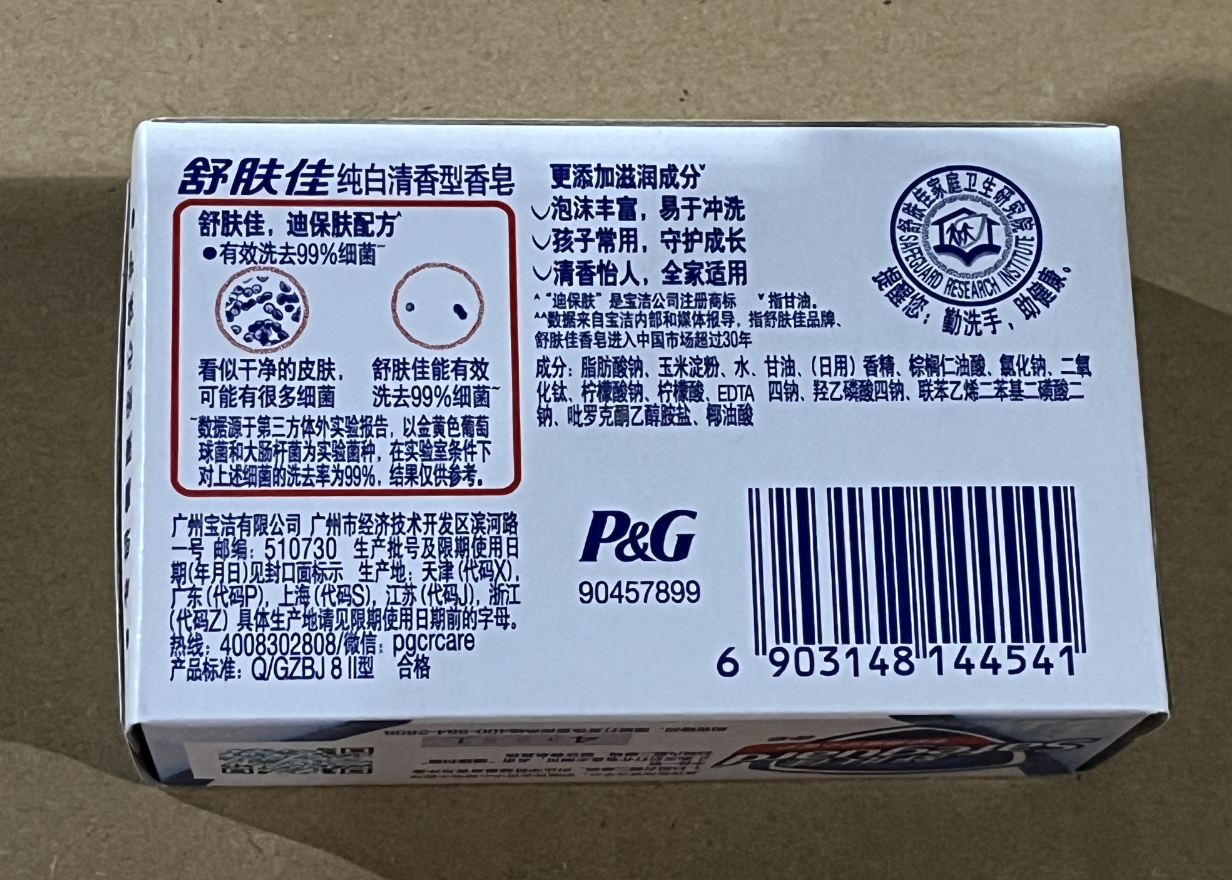 舒肤佳 纯白清香型香皂
舒肤佳，迪保肤配方^
●有效洗去99%细菌~
看似干净的皮肤，
可能有很多细菌
舒肤佳能有效
洗去99%细菌~
~数据源于第三方体外实验报告，以金黄色葡萄
球菌和大肠杆菌为实验菌种，在实验室条件下
对上述细菌的洗去率为99%，结果仅供参考。
广州宝洁有限公司 广州市经济技术开发区滨河路
一号 邮编：510730 生产批号及限期使用日
期(年月日)见封口面标示 生产地：天津(代码X)，
广东(代码P)，上海(代码S)，江苏(代码J)，浙江
(代码Z) 具体生产地请见限期使用日期前的字母。
热线：4008302808/微信：pgcrcare
产品标准：Q/GZBJ 8 II型 合格
更添加滋润成分ˇ
泡沫丰富，易于冲洗
孩子常用，守护成长
清香怡人，全家适用
^“迪保肤”是宝洁公司注册商标 ˇ指甘油。
^^数据来自宝洁内部和媒体报导，指舒肤佳品牌、
舒肤佳香皂进入中国市场超过30年
成分：脂肪酸钠、玉米淀粉、水、甘油、(日用)香精、棕榈仁油酸、氯化钠、二氧
化钛、柠檬酸钠、柠檬酸、EDTA 四钠、羟乙磷酸四钠、联苯乙烯二苯基二磺酸二
钠、吡罗克酮乙醇胺盐、椰油酸
舒肤佳家庭卫生研究院
SAFEGUARD RESEARCH INSTITUTE
提醒您：勤洗手，助健康。
P&G
90457899
6 903148 144541
Safeguard